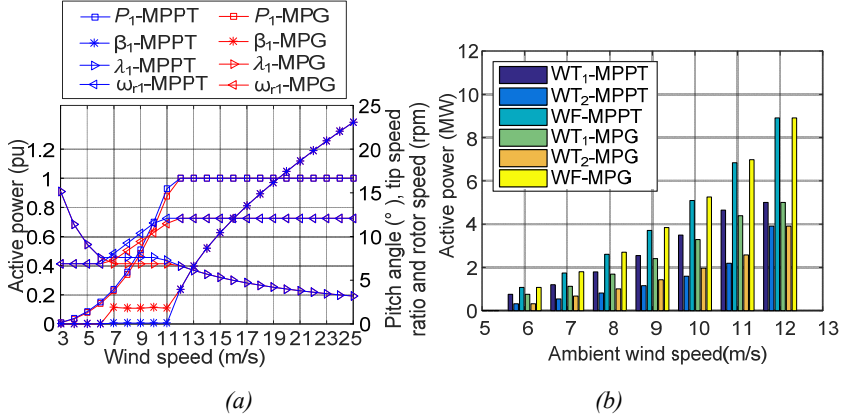 P₁-MPPT P₁-MPG
β₁-MPPT β₁-MPG
λ₁-MPPT λ₁-MPG
ωr1-MPPT ωr1-MPG
Active power (pu)
1.2
1
0.8
0.6
0.4
0.2
0
25
20
15
10
5
0
Pitch angle (°), tip speed
ratio and rotor speed (rpm)
3 5 7 9 11 13 15 17 19 21 23 25
Wind speed (m/s)
(a)
Active power (MW)
12
10
8
6
4
2
0
WT₁-MPPT
WT₂-MPPT
WF-MPPT
WT₁-MPG
WT₂-MPG
WF-MPG
5 6 7 8 9 10 11 12 13
Ambient wind speed(m/s)
(b)